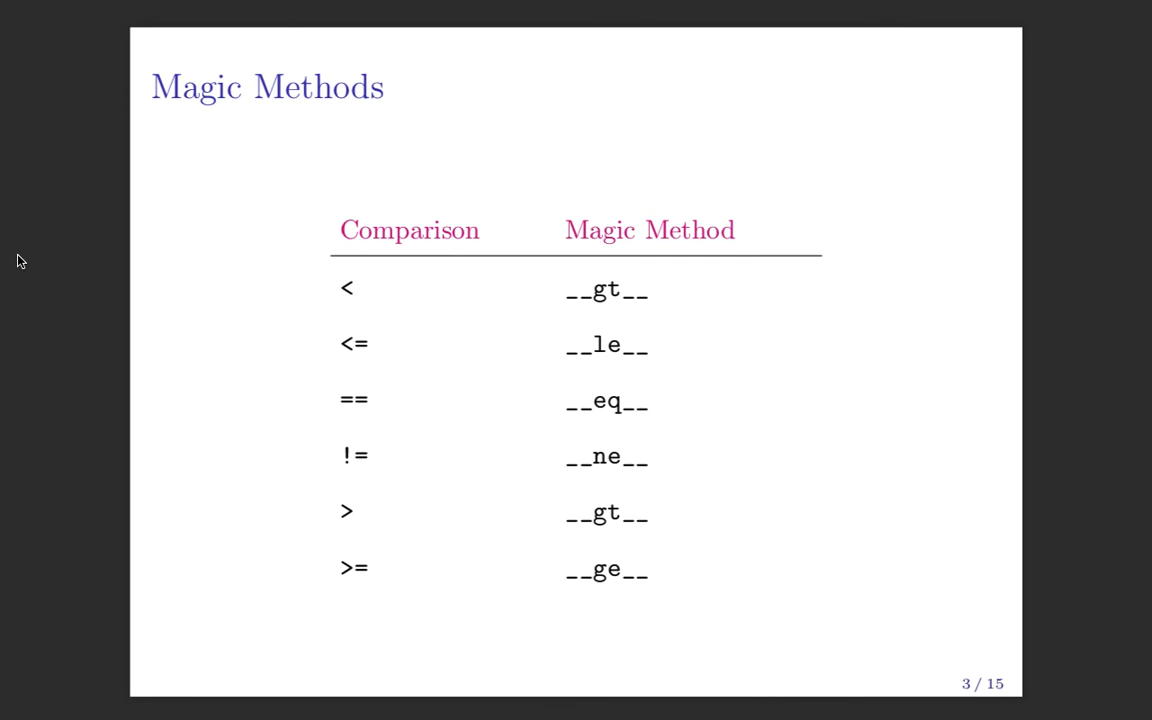 Magic Methods
Comparison Magic Method
< __gt__
<= __le__
== __eq__
!= __ne__
> __gt__
>= __ge__
3 / 15